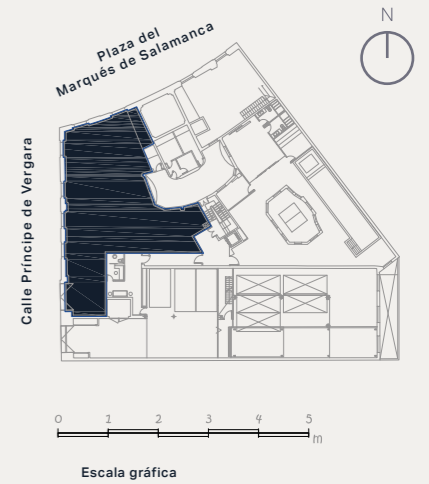 N
Plaza del
Marqués de Salamanca
Calle Príncipe de Vergara
0 1 2 3 4 5
m
Escala gráfica